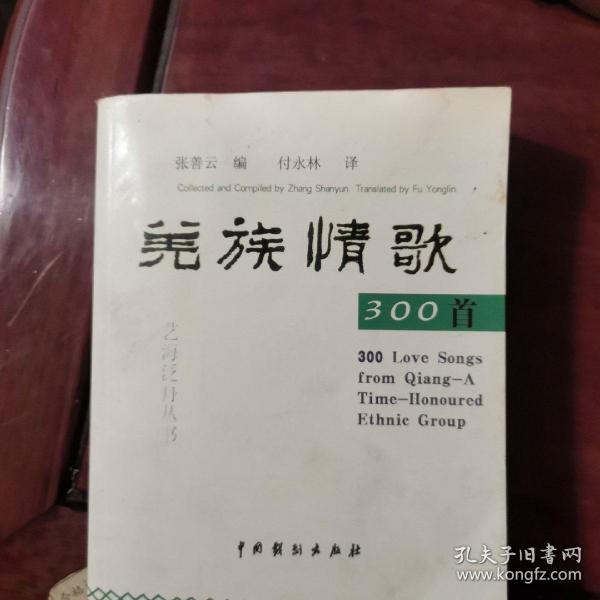 张善云 编 付永林 译
Collected and Compiled by Zhang Shanyun Translated by Fu Yonglin
羌族情歌
300首
300 Love Songs
from Qiang-A
Time-Honoured
Ethnic Group
艺海泛舟丛书
中国戏剧出版社
孔夫子旧书网
www.kongfz.com